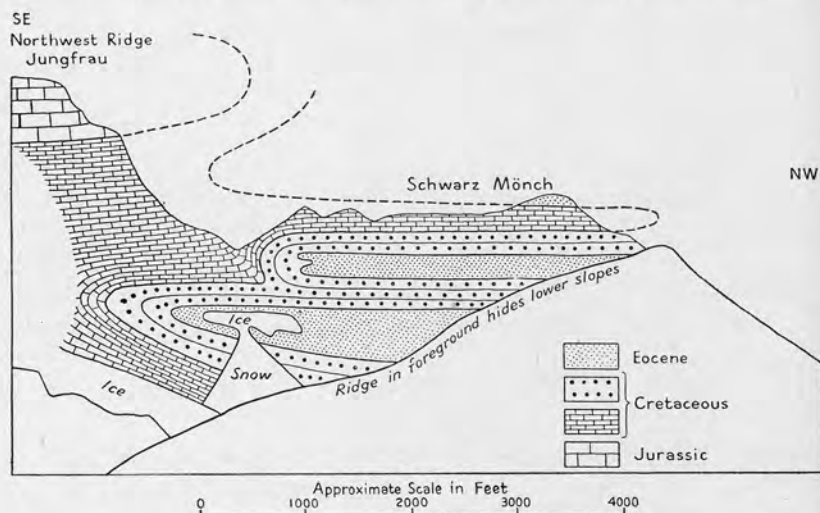 SE
Northwest Ridge
Jungfrau
Schwarz Mönch
NW
Ice
Ridge in foreground hides lower slopes
Ice
Snow
Eocene
Cretaceous
Jurassic
Approximate Scale in Feet
0 1000 2000 3000 4000